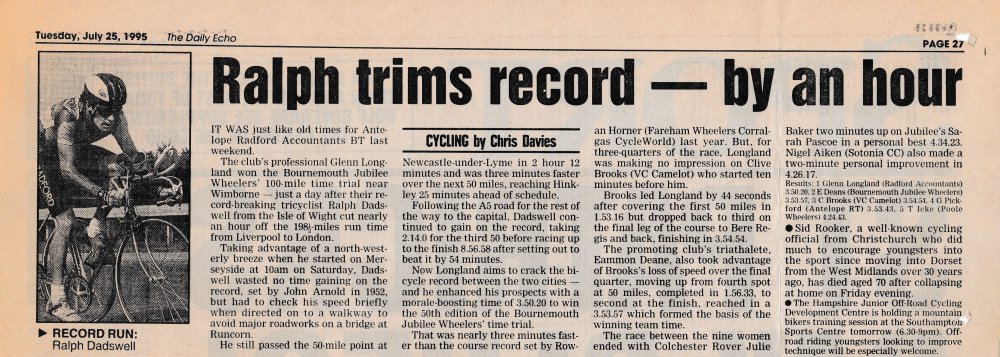 Tuesday, July 25, 1995 The Daily Echo
PAGE 27
Ralph trims record — by an hour
▶ RECORD RUN:
Ralph Dadswell
IT WAS just like old times for Ante-
lope Radford Accountants BT last
weekend.
The club's professional Glenn Long-
land won the Bournemouth Jubilee
Wheelers' 100-mile time trial near
Wimborne — just a day after their re-
cord-breaking tricyclist Ralph Dads-
well from the Isle of Wight cut nearly
an hour off the 198½-miles run time
from Liverpool to London.
Taking advantage of a north-west-
erly breeze when he started on Mer-
seyside at 10am on Saturday, Dads-
well wasted no time gaining on the
record, set by John Arnold in 1952,
but had to check his speed briefly
when directed on to a walkway to
avoid major roadworks on a bridge at
Runcorn.
He still passed the 50-mile point at
CYCLING by Chris Davies
Newcastle-under-Lyme in 2 hour 12
minutes and was three minutes faster
over the next 50 miles, reaching Hink-
ley 25 minutes ahead of schedule.
Following the A5 road for the rest of
the way to the capital, Dadswell con-
tinued to gain on the record, taking
2.14.0 for the third 50 before racing up
to the finish 8.56.58 after setting out to
beat it by 54 minutes.
Now Longland aims to crack the bi-
cycle record between the two cities —
and he enhanced his prospects with a
morale-boosting time of 3.50.20 to win
the 50th edition of the Bournemouth
Jubilee Wheelers' time trial.
That was nearly three minutes fast-
er than the course record set by Row-
an Horner (Fareham Wheelers Corral-
gas CycleWorld) last year. But, for
three-quarters of the race, Longland
was making no impression on Clive
Brooks (VC Camelot) who started ten
minutes before him.
Brooks led Longland by 44 seconds
after covering the first 50 miles in
1.53.16 but dropped back to third on
the final leg of the course to Bere Re-
gis and back, finishing in 3.54.54.
The promoting club's triathalete,
Eammon Deane, also took advantage
of Brooks's loss of speed over the final
quarter, moving up from fourth spot
at 50 miles, completed in 1.56.33, to
second at the finish, reached in a
3.53.57 which formed the basis of the
winning team time.
The race between the nine women
ended with Colchester Rover Julie
Baker two minutes up on Jubilee's Sa-
rah Pascoe in a personal best 4.34.23.
Nigel Aiken (Sotonia CC) also made a
two-minute personal improvement in
4.26.17.
Results: 1 Glenn Longland (Radford Accountants)
3.50.20, 2 E Deans (Bournemouth Jubilee Wheelers)
3.53.57, 3 C Brooks (VC Camelot) 3.54.54, 4 G Pick-
ford (Antelope RT) 3.53.43, 5 T Icke (Poole
Wheelers) 4.24.43.
● Sid Rooker, a well-known cycling
official from Christchurch who did
much to encourage youngsters into
the sport since moving into Dorset
from the West Midlands over 30 years
ago, has died aged 70 after collapsing
at home on Friday evening.
● The Hampshire Junior Off-Road Cycling
Development Centre is holding a mountain
bikers training session at the Southampton
Sports Centre tomorrow (6.30-9pm). Off-
road riding youngsters looking to improve
technique will be especially welcome.